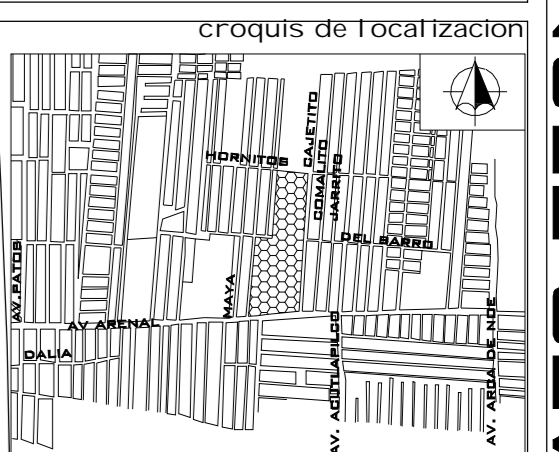 croquis de localizacion
HORNITOS
CAJETITO
COMALITO
JARRITO
DEL BARRO
AV. PATOS
MAYA
AV ARENAL
DALIA
AV. ACUTLAPILCO
AV. ARCA DE NOE